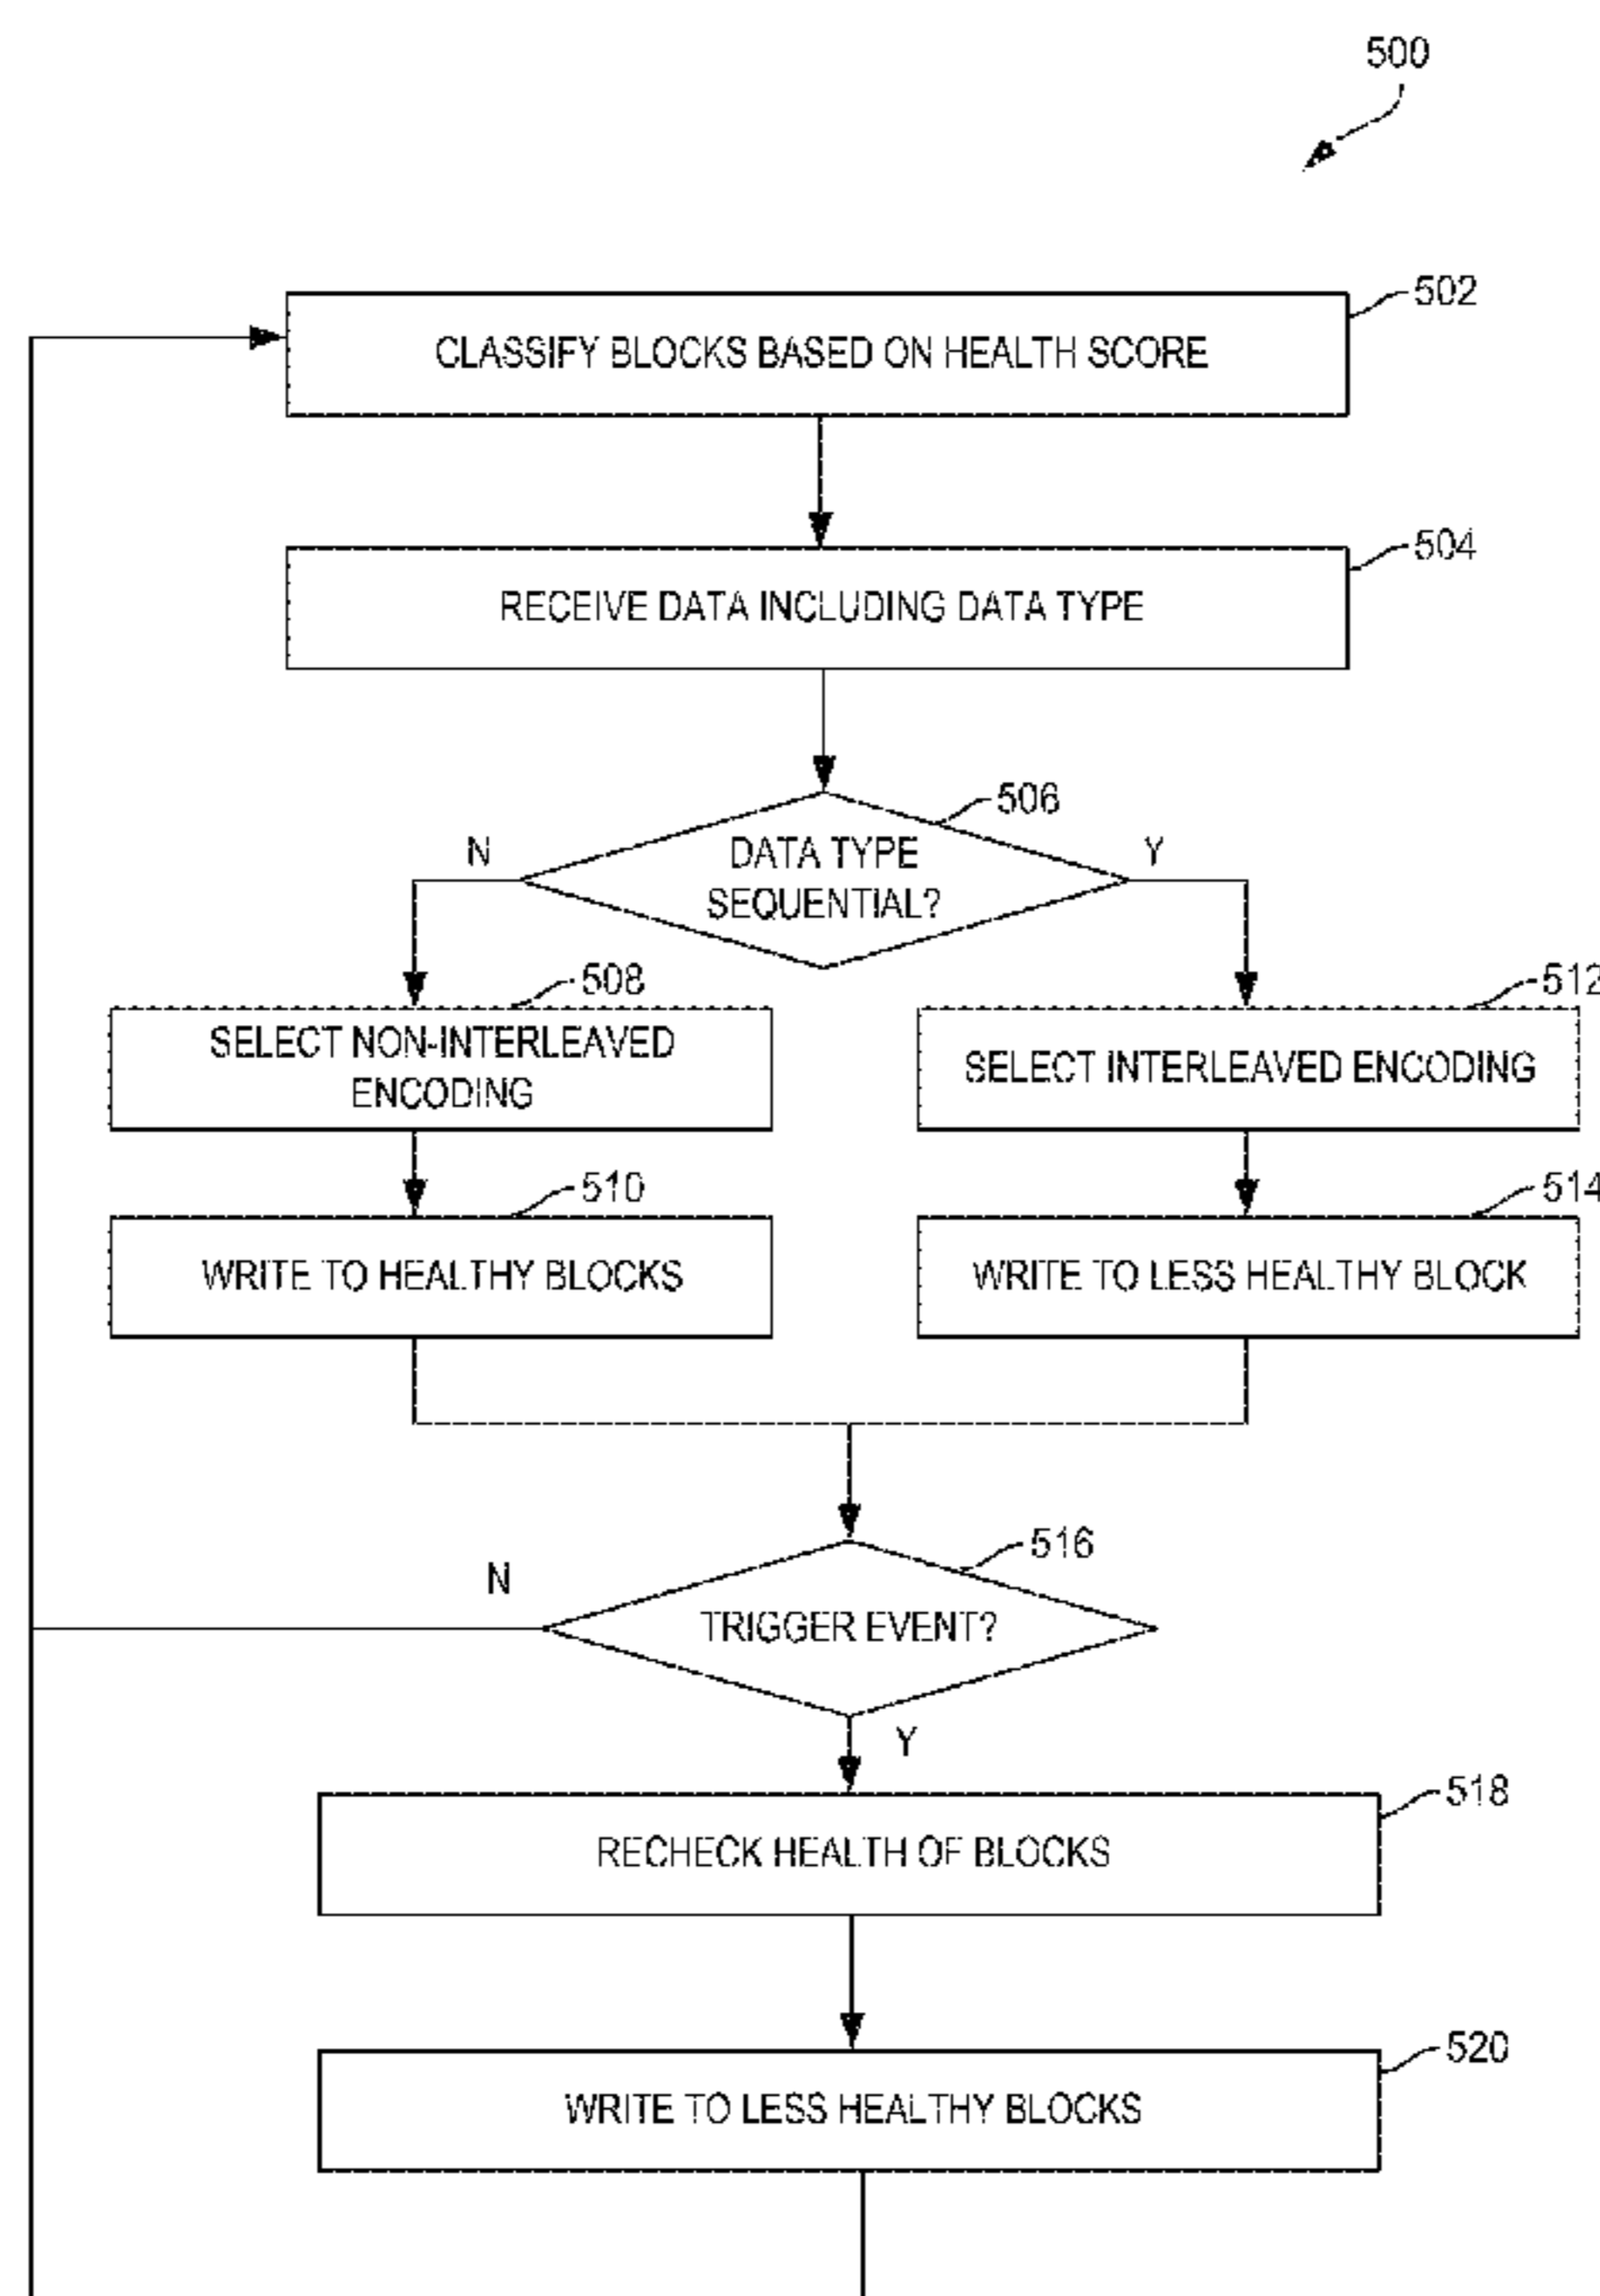 500
502
CLASSIFY BLOCKS BASED ON HEALTH SCORE
504
RECEIVE DATA INCLUDING DATA TYPE
506
N
DATA TYPE
SEQUENTIAL?
Y
508
SELECT NON-INTERLEAVED
ENCODING
512
SELECT INTERLEAVED ENCODING
510
WRITE TO HEALTHY BLOCKS
514
WRITE TO LESS HEALTHY BLOCK
516
N
TRIGGER EVENT?
Y
518
RECHECK HEALTH OF BLOCKS
520
WRITE TO LESS HEALTHY BLOCKS